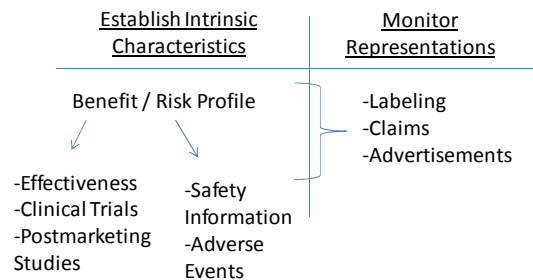 Establish Intrinsic
Characteristics
Monitor
Representations
Benefit / Risk Profile
-Effectiveness
-Clinical Trials
-Postmarketing
Studies
-Safety
Information
-Adverse
Events
-Labeling
-Claims
-Advertisements